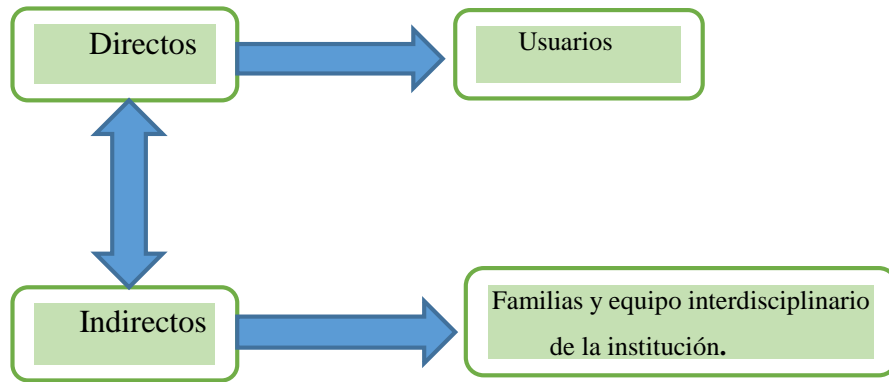 Directos
Usuarios
Indirectos
Familias y equipo interdisciplinario
de la institución.